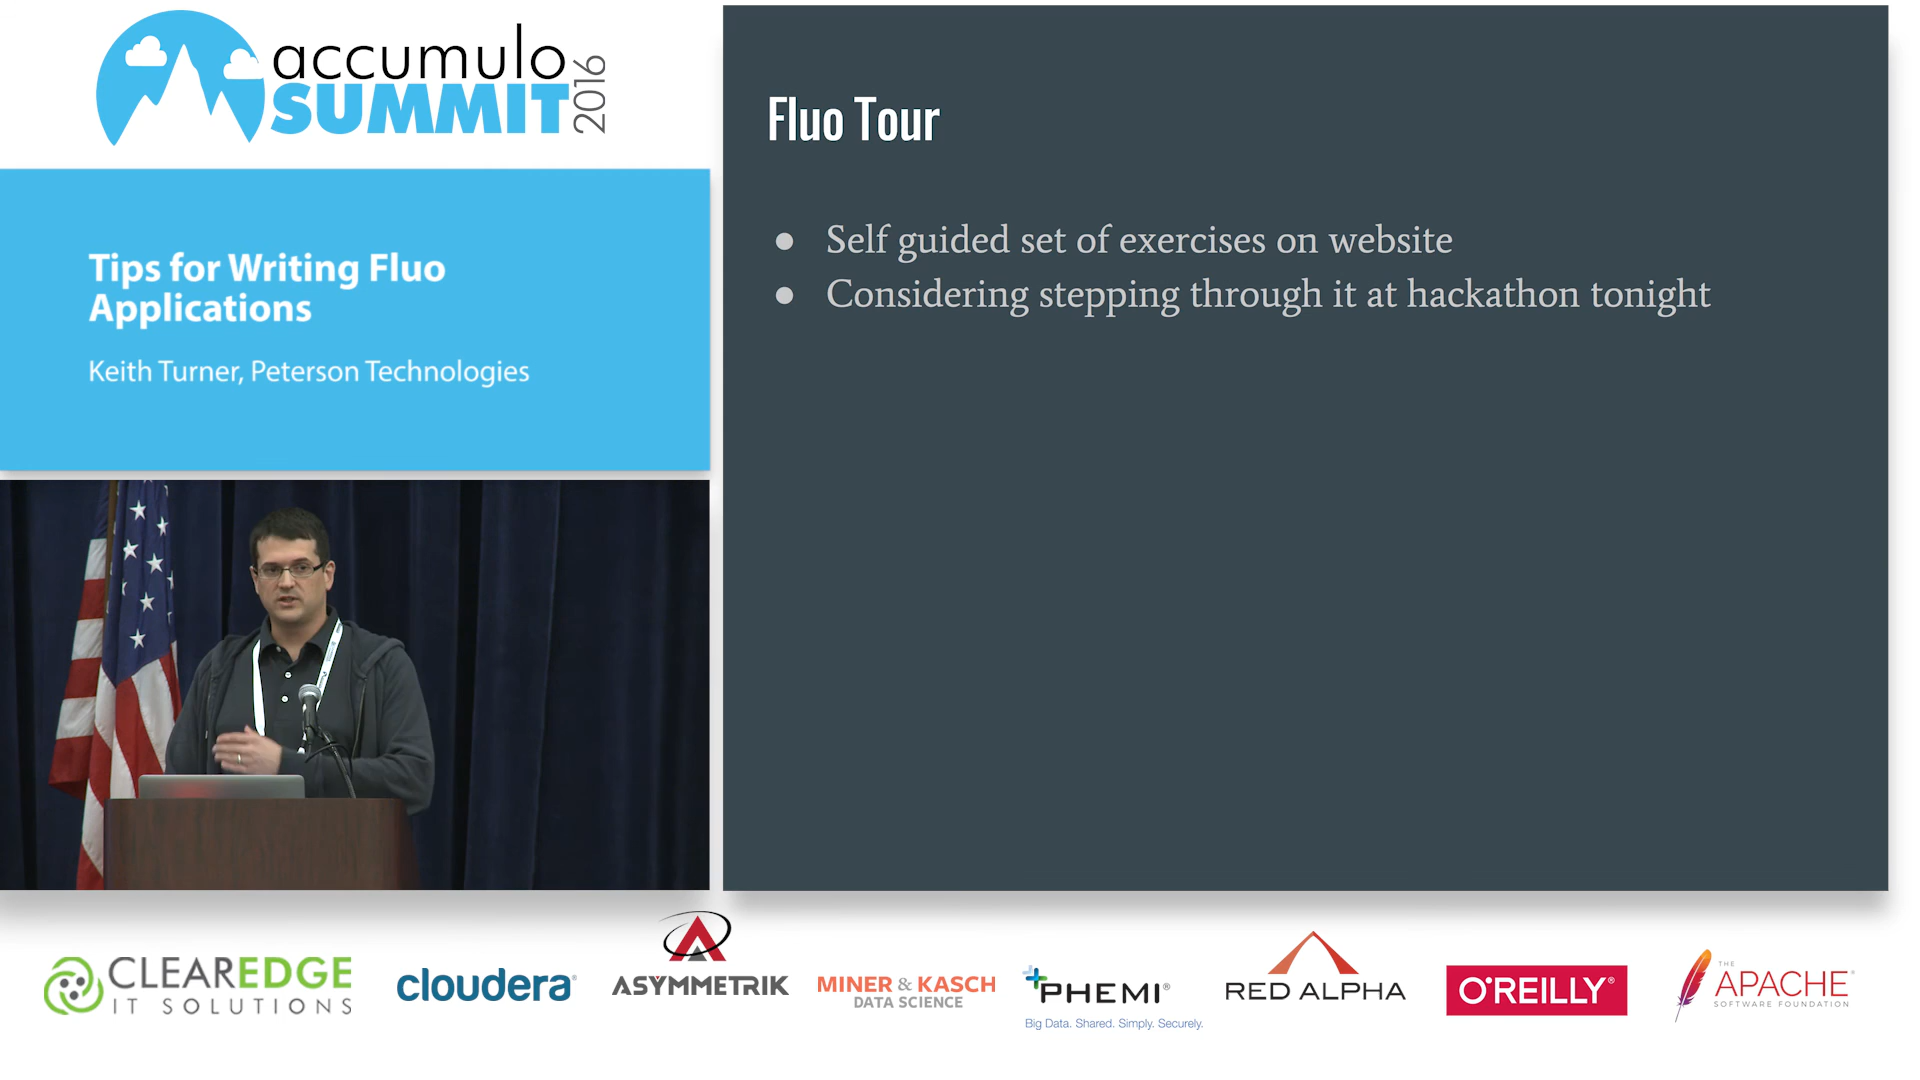 accumulo
SUMMIT
2016
Tips for Writing Fluo
Applications
Keith Turner, Peterson Technologies
Fluo Tour
● Self guided set of exercises on website
● Considering stepping through it at hackathon tonight
CLEAREDGE
IT SOLUTIONS
cloudera®
ASYMMETRIK
MINER & KASCH
DATA SCIENCE
PHEMI®
Big Data. Shared. Simply. Securely.
RED ALPHA
O'REILLY®
THE
APACHE®
SOFTWARE FOUNDATION